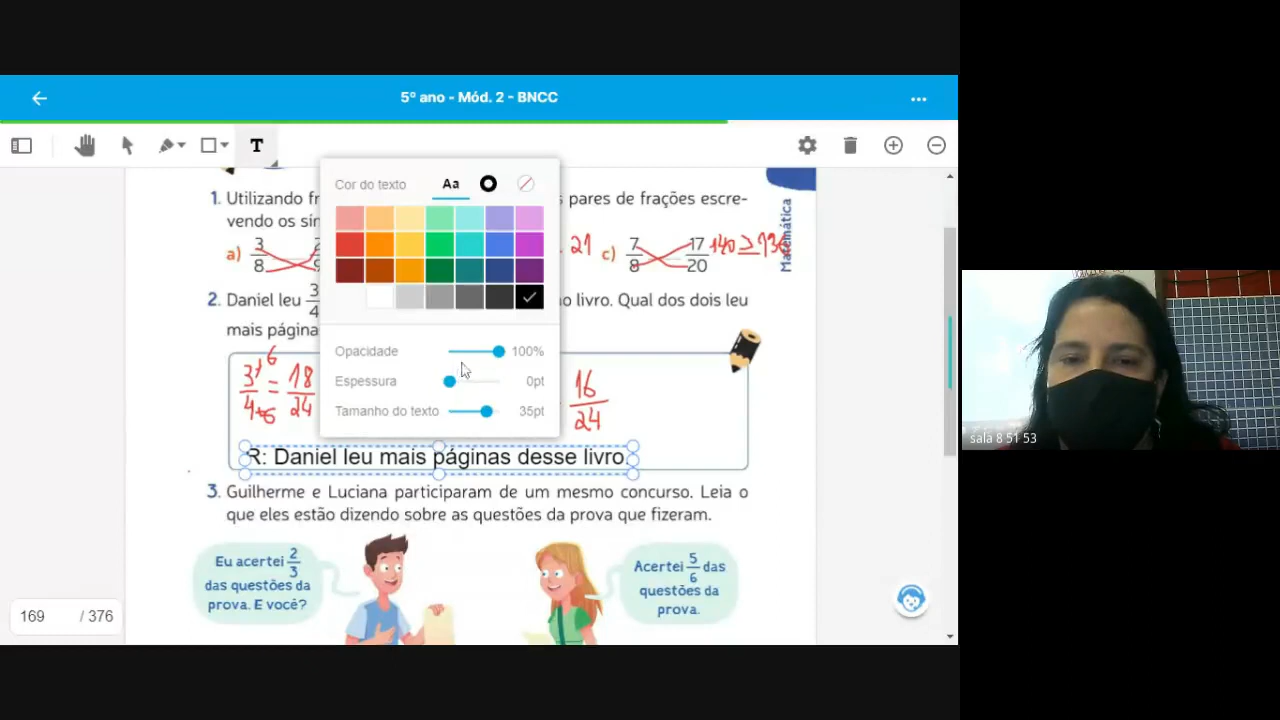 5º ano - Mód. 2 - BNCC
T
Cor do texto Aa
1. Utilizando
s pares de frações escre-
vendo os
a) 3/8
21 c) 7/8 17/20 140 ≥ 136
Matemática
2. Daniel leu 3/4
livro. Qual dos dois leu
mais página
Opacidade 100%
Espessura 0pt
Tamanho do texto 35pt
3/4 = 18/24
16/24
R: Daniel leu mais páginas desse livro
3. Guilherme e Luciana participaram de um mesmo concurso. Leia o
que eles estão dizendo sobre as questões da prova que fizeram.
Eu acertei 2/3
das questões da
prova. E você?
Acertei 5/6 das
questões da
prova.
169 / 376
sala 8 51 53